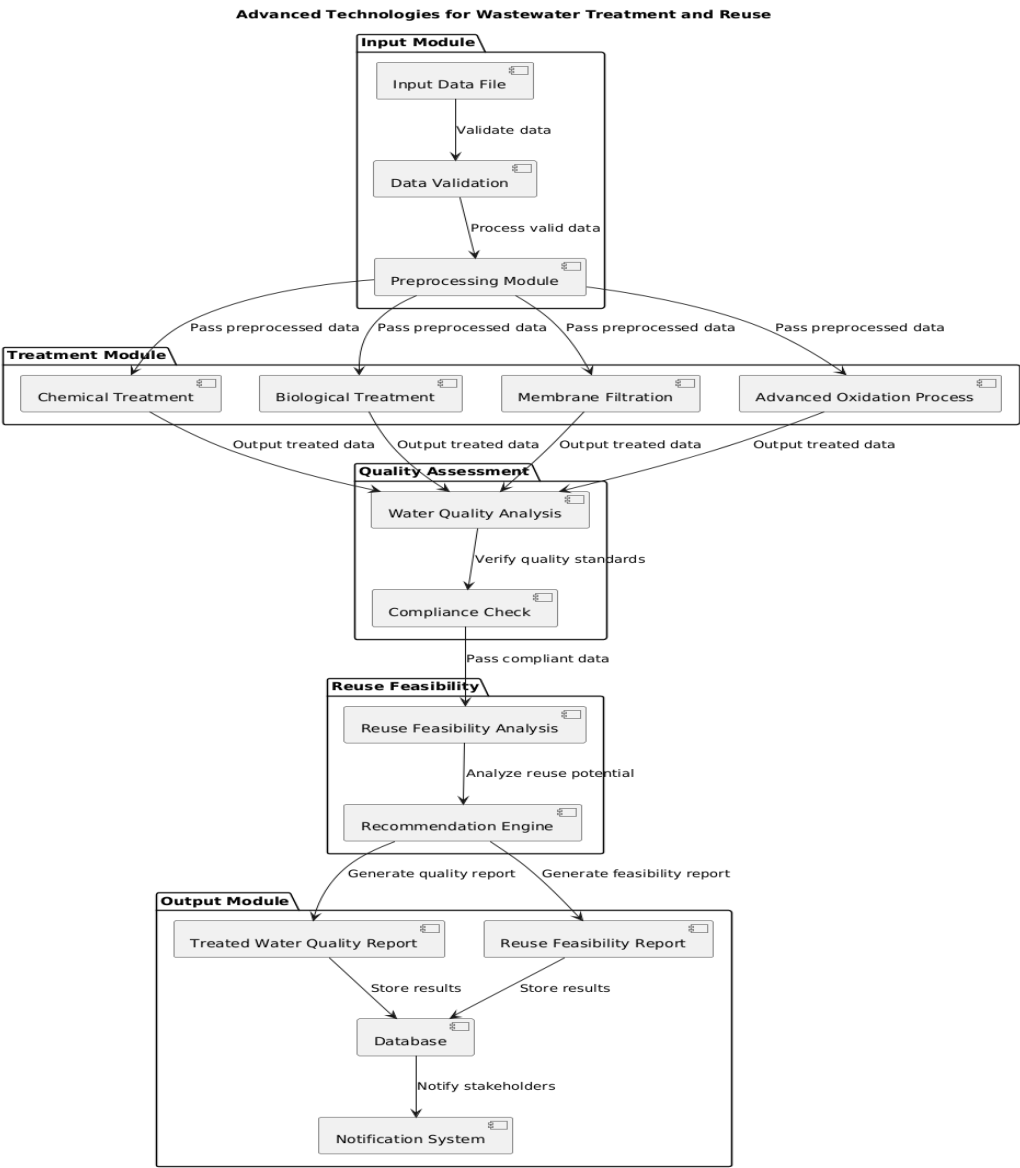 Advanced Technologies for Wastewater Treatment and Reuse
Input Module
Input Data File
Validate data
Data Validation
Process valid data
Preprocessing Module
Pass preprocessed data
Pass preprocessed data
Pass preprocessed data
Pass preprocessed data
Treatment Module
Chemical Treatment
Biological Treatment
Membrane Filtration
Advanced Oxidation Process
Output treated data
Output treated data
Output treated data
Output treated data
Quality Assessment
Water Quality Analysis
Verify quality standards
Compliance Check
Pass compliant data
Reuse Feasibility
Reuse Feasibility Analysis
Analyze reuse potential
Recommendation Engine
Generate quality report
Generate feasibility report
Output Module
Treated Water Quality Report
Reuse Feasibility Report
Store results
Store results
Database
Notify stakeholders
Notification System